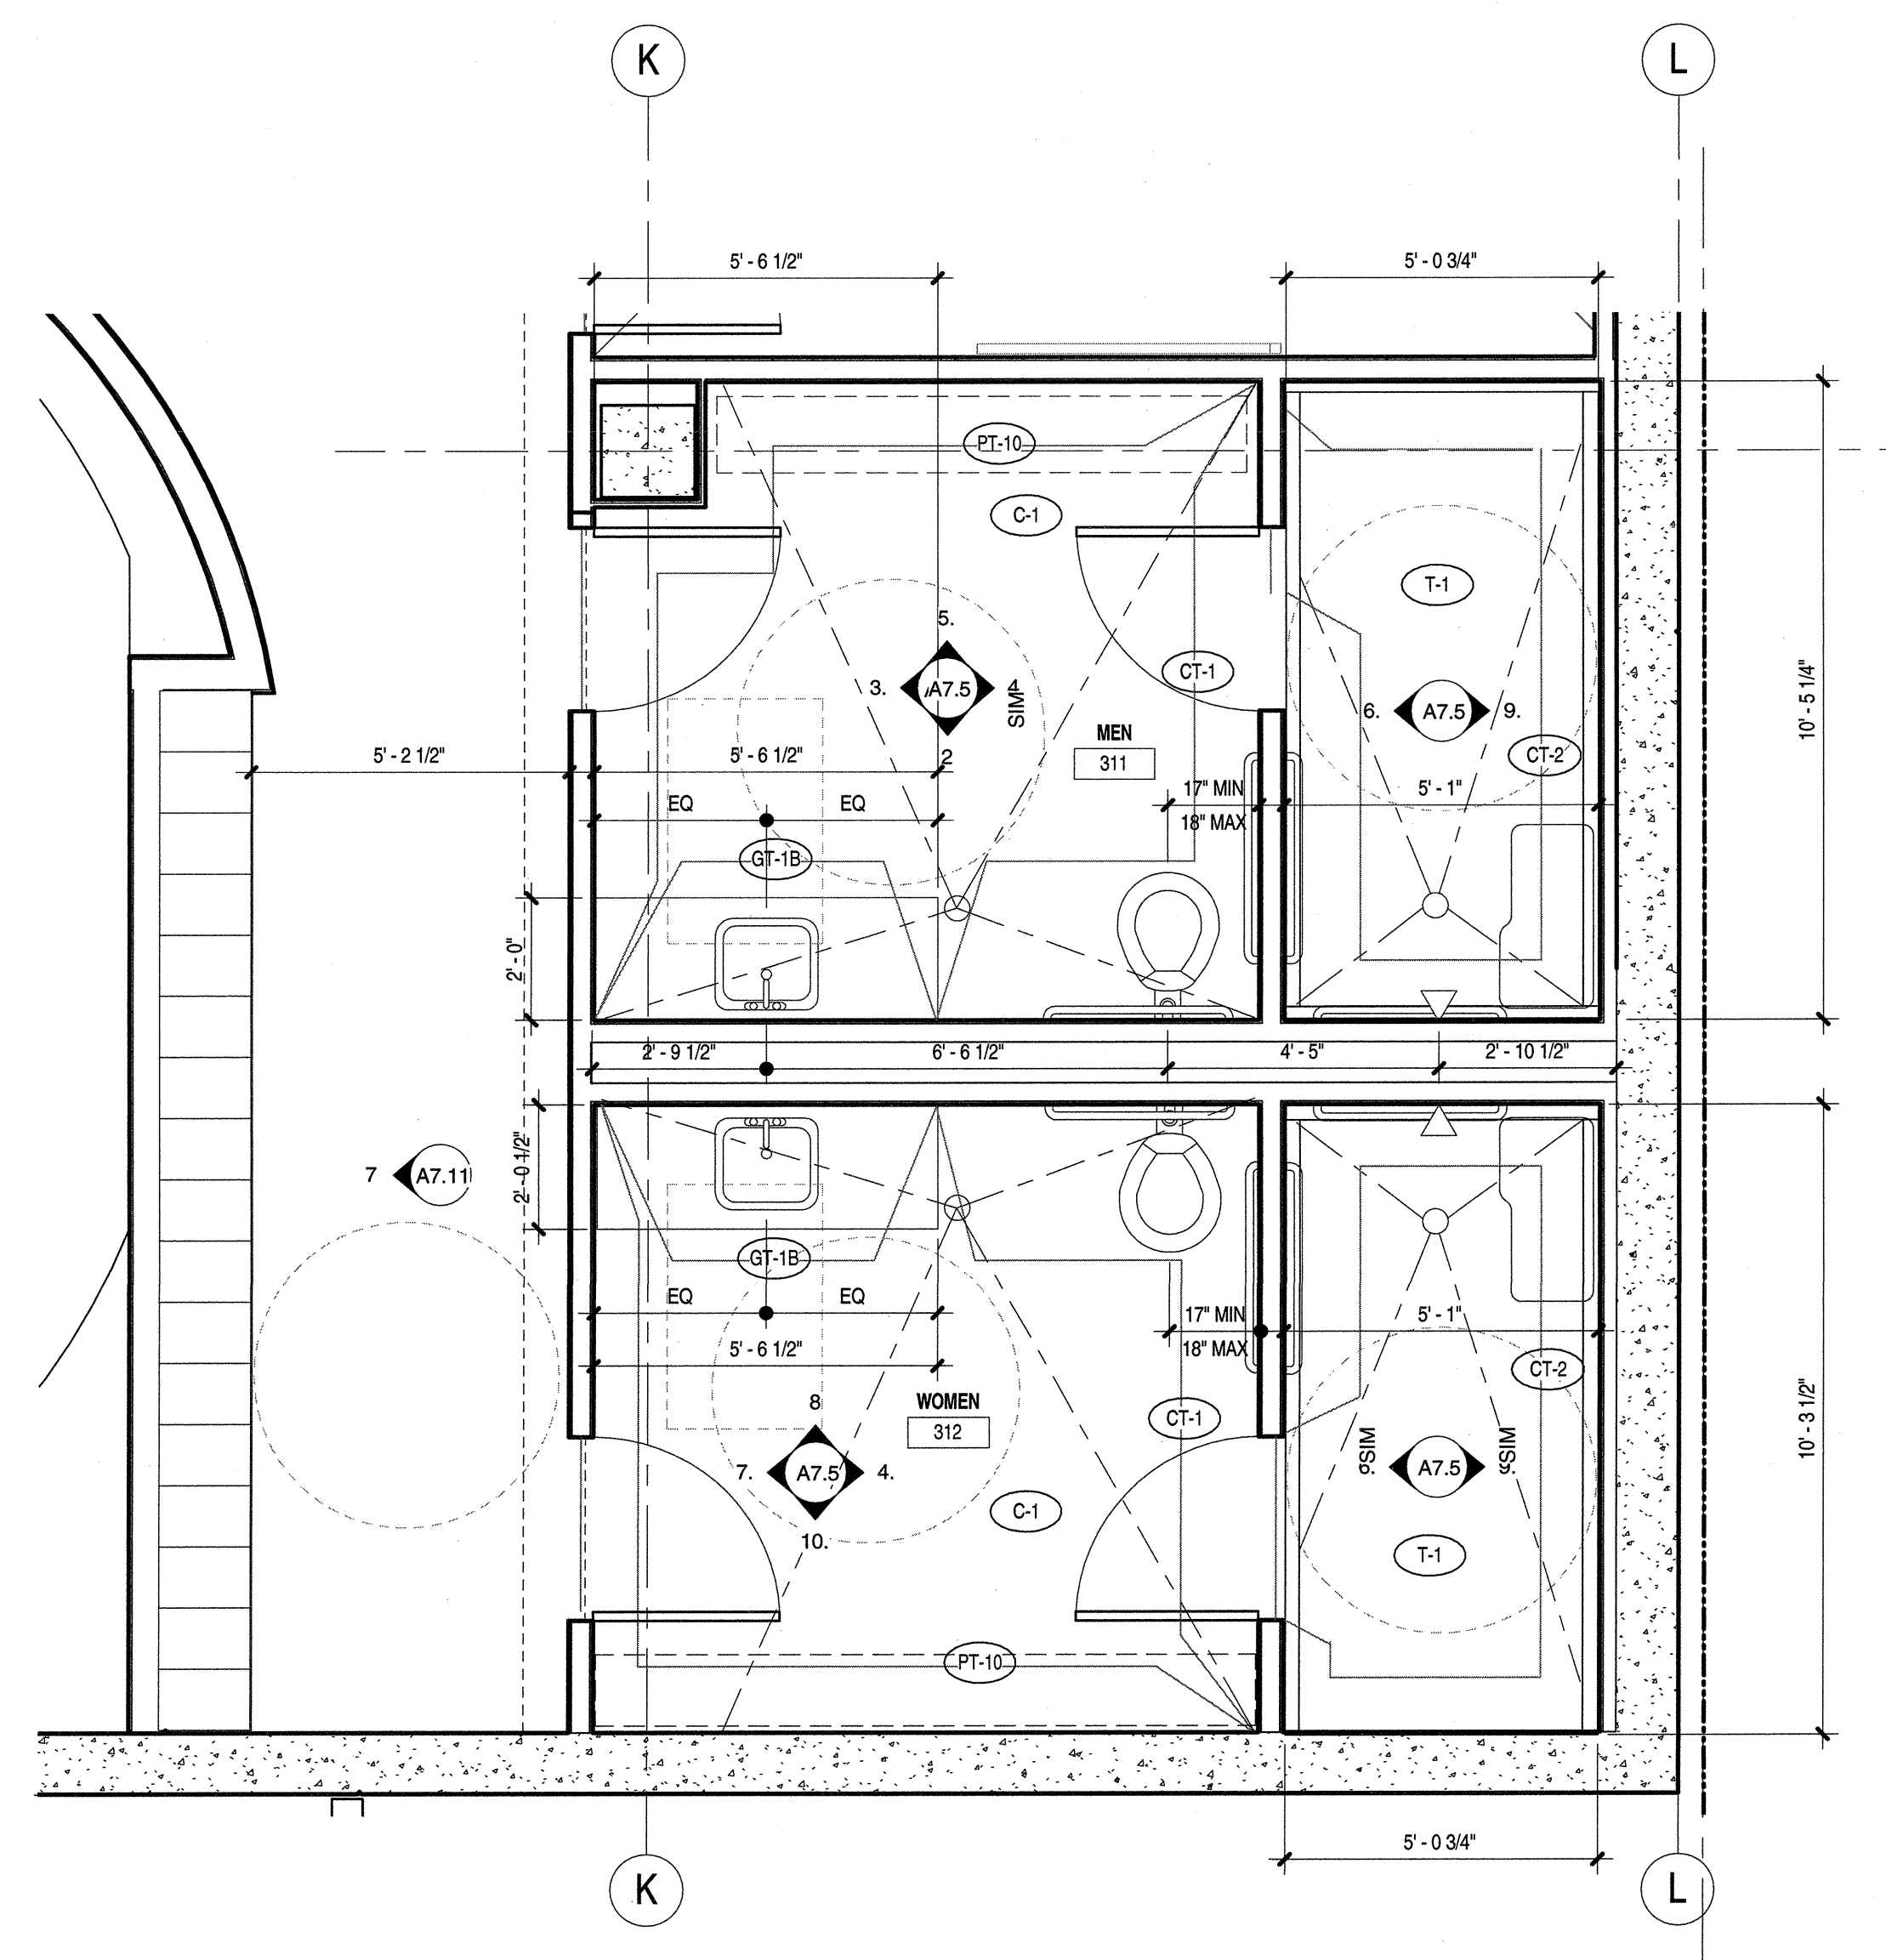 K
L
5' - 6 1/2"
5' - 0 3/4"
PT-10
C-1
T-1
5.
3.
A7.5
4
SIM
2
CT-1
MEN
311
6.
A7.5
9.
10' - 5 1/4"
CT-2
5' - 2 1/2"
5' - 6 1/2"
17" MIN
18" MAX
5' - 1"
EQ
EQ
GT-1B
2' - 0"
2' - 9 1/2"
6' - 6 1/2"
4' - 5"
2' - 10 1/2"
7
A7.11
2' - 0 1/2"
GT-1B
EQ
EQ
5' - 6 1/2"
17" MIN
18" MAX
5' - 1"
CT-2
WOMEN
312
CT-1
8
7.
A7.5
4.
10.
C-1
6.
SIM
A7.5
9.
SIM
10' - 3 1/2"
T-1
PT-10
5' - 0 3/4"
K
L